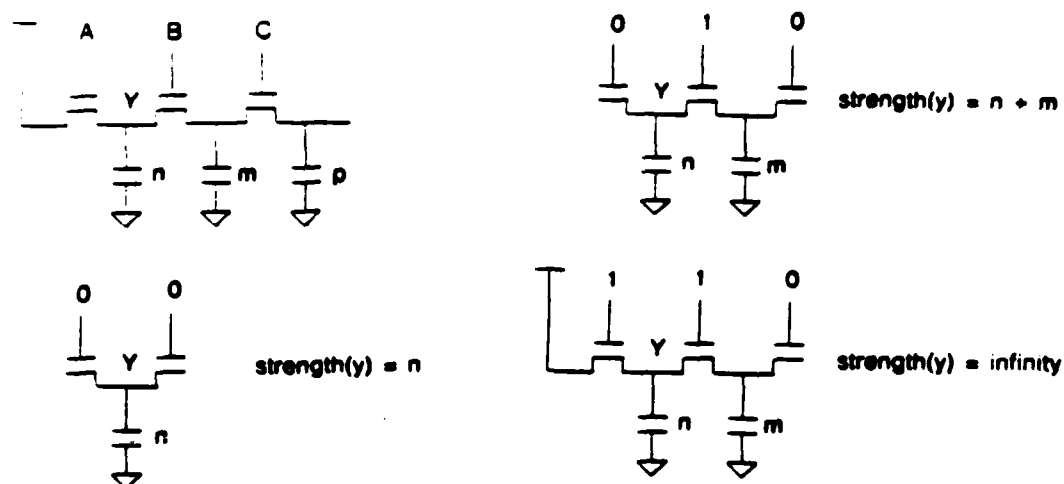 A B C
Y
n m p
0 1 0
Y
n m
strength(y) = n + m
0 0
Y
n
strength(y) = n
1 1 0
Y
n m
strength(y) = infinity